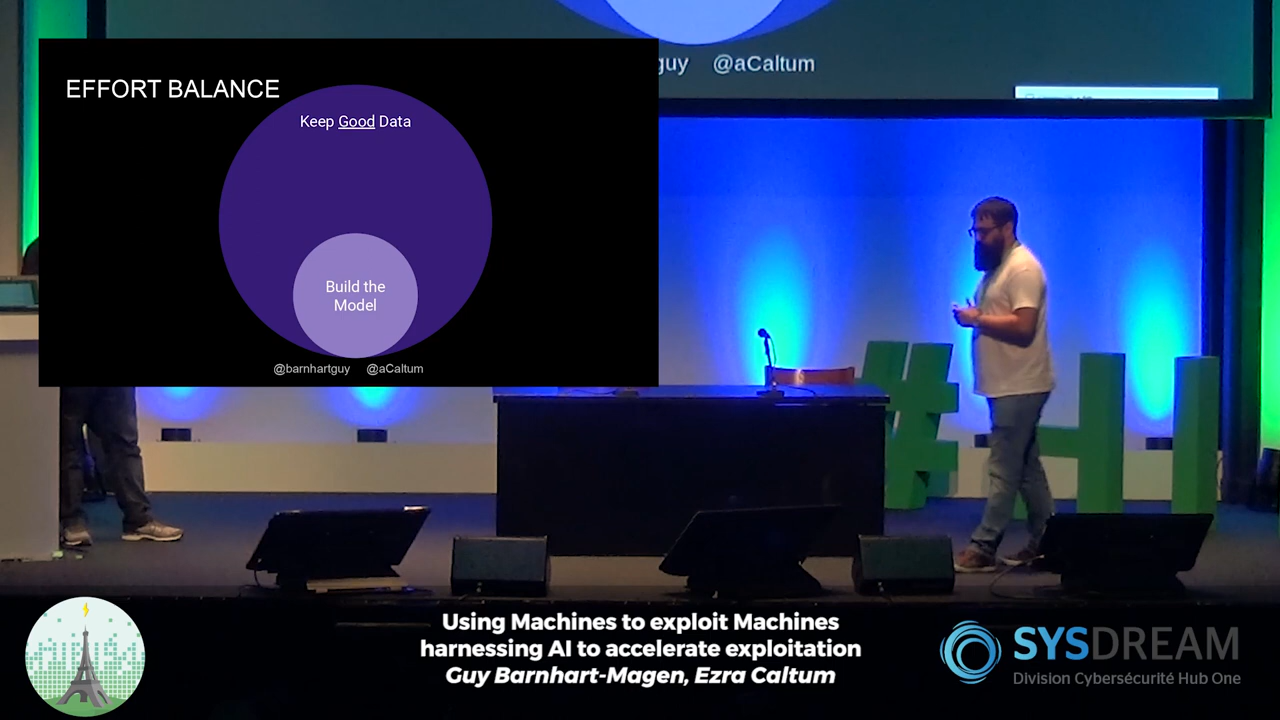 guy @aCaltum
EFFORT BALANCE
Keep Good Data
Build the
Model
@barnhartguy @aCaltum
#HI
Using Machines to exploit Machines
harnessing AI to accelerate exploitation
Guy Barnhart-Magen, Ezra Caltum
SYSDREAM
Division Cybersécurité Hub One